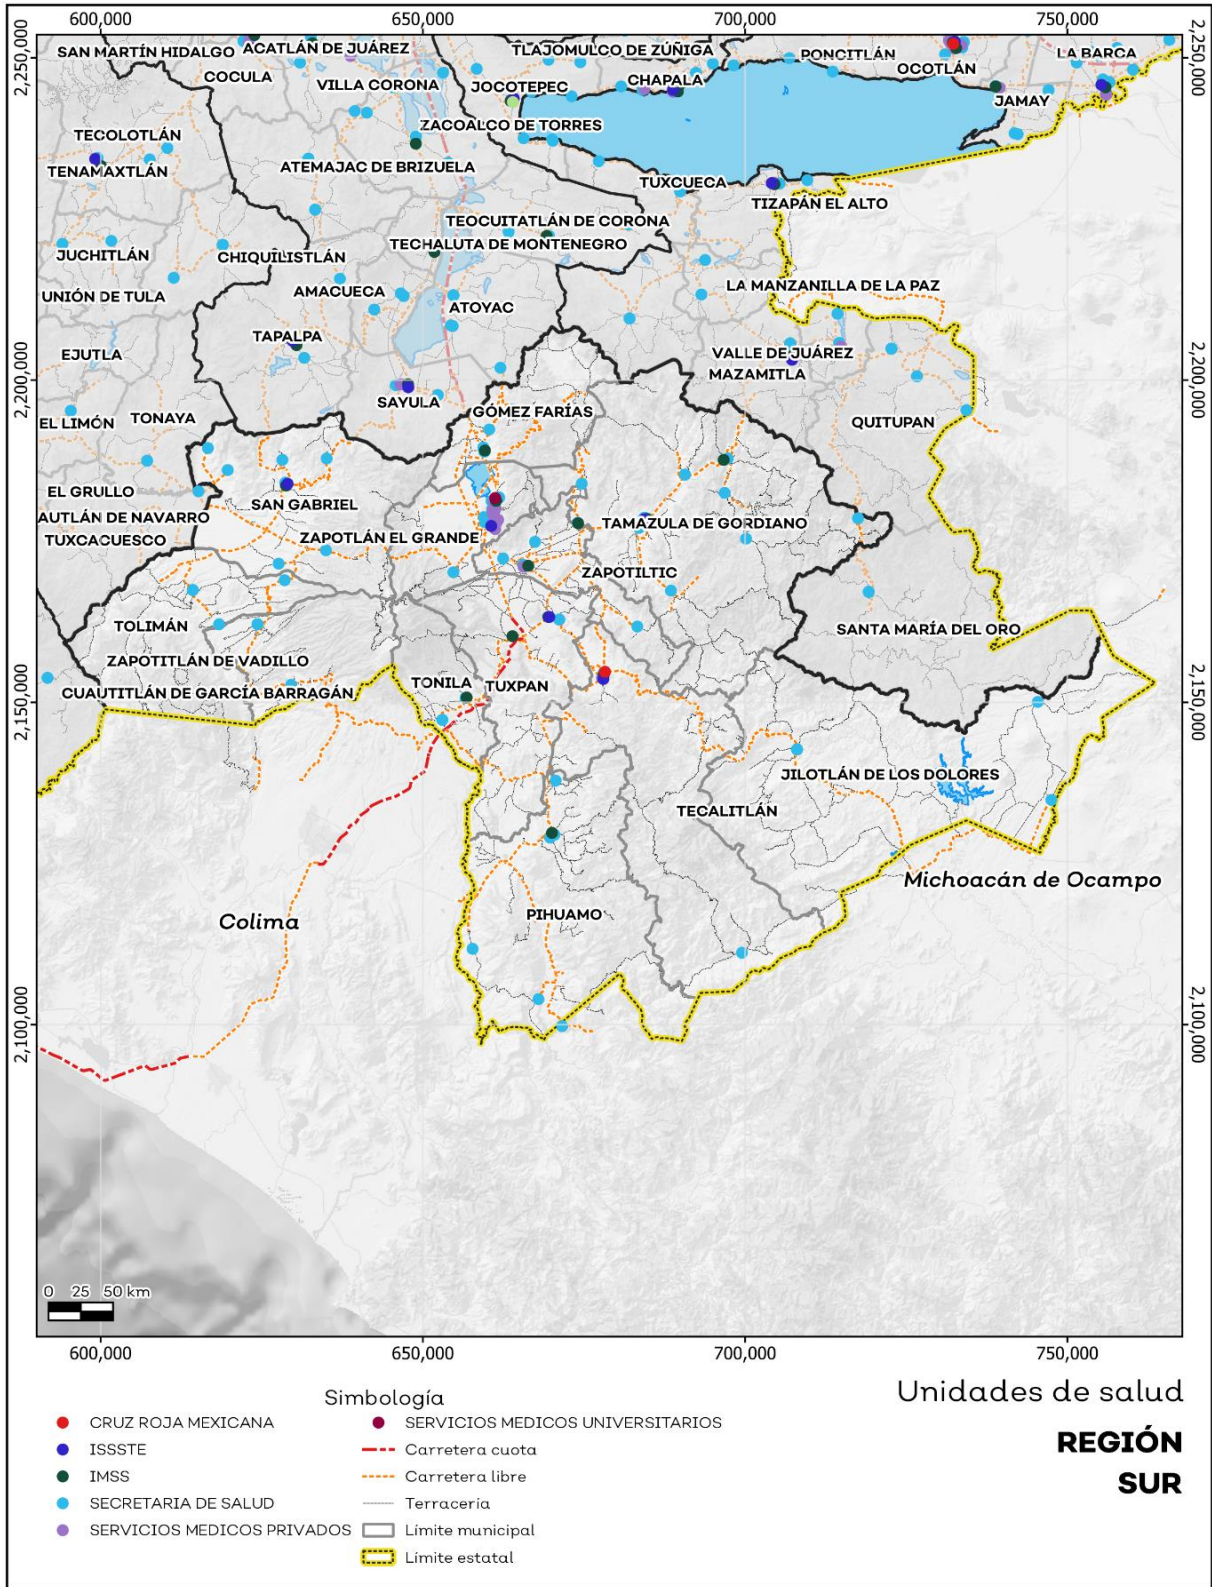 600,000
650,000
700,000
750,000
2,250,000
2,250,000
SAN MARTÍN HIDALGO
ACATLÁN DE JUÁREZ
TLAJOMULCO DE ZÚÑIGA
PONCITLÁN
LA BARCA
COCULA
VILLA CORONA
JOCOTEPEC
CHAPALA
OCOTLÁN
JAMAY
TECOLOTLÁN
ZACOALCO DE TORRES
TENAMAXTLÁN
ATEMAJAC DE BRIZUELA
TUXCUECA
TIZAPÁN EL ALTO
TEOCUITATLÁN DE CORONA
TECHALUTA DE MONTENEGRO
JUCHITLÁN
CHIQUILISTLÁN
UNIÓN DE TULA
AMACUECA
ATOYAC
LA MANZANILLA DE LA PAZ
EJUTLA
TAPALPA
VALLE DE JUÁREZ
MAZAMITLA
2,200,000
2,200,000
EL LIMÓN
TONAYA
SAYULA
GÓMEZ FARÍAS
QUITUPAN
EL GRULLO
SAN GABRIEL
AUTLÁN DE NAVARRO
TUXCACUESCO
ZAPOTLÁN EL GRANDE
TAMAZULA DE GORDIANO
ZAPOTILTIC
TOLIMÁN
SANTA MARÍA DEL ORO
ZAPOTITLÁN DE VADILLO
CUAUTITLÁN DE GARCÍA BARRAGÁN
TONILA
TUXPAN
2,150,000
2,150,000
JILOTLÁN DE LOS DOLORES
TECALITLÁN
Michoacán de Ocampo
Colima
PIHUAMO
2,100,000
2,100,000
0 25 50 km
600,000
650,000
700,000
750,000
Simbología
CRUZ ROJA MEXICANA
ISSSTE
IMSS
SECRETARIA DE SALUD
SERVICIOS MEDICOS PRIVADOS
SERVICIOS MEDICOS UNIVERSITARIOS
Carretera cuota
Carretera libre
Terracería
Límite municipal
Límite estatal
Unidades de salud
REGIÓN
SUR